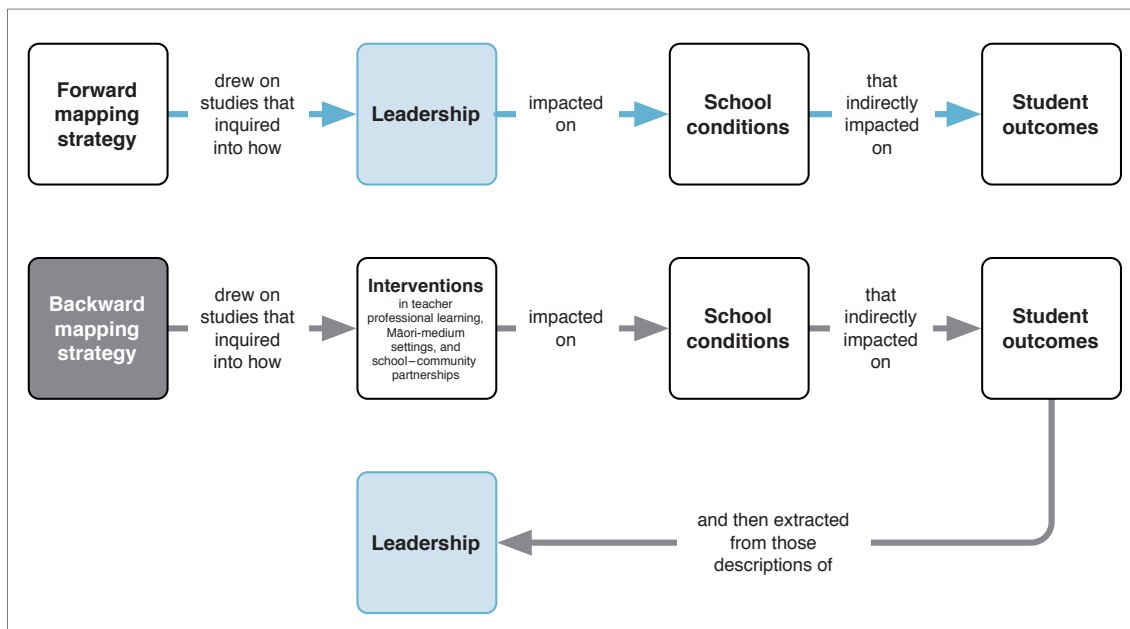 Forward
mapping
strategy
drew on
studies that
inquired
into how
Leadership
impacted
on
School
conditions
that
indirectly
impacted
on
Student
outcomes
Backward
mapping
strategy
drew on
studies that
inquired
into how
Interventions
in teacher
professional learning,
Māori-medium
settings, and
school–community
partnerships
impacted
on
School
conditions
that
indirectly
impacted
on
Student
outcomes
and then extracted
from those
descriptions of
Leadership